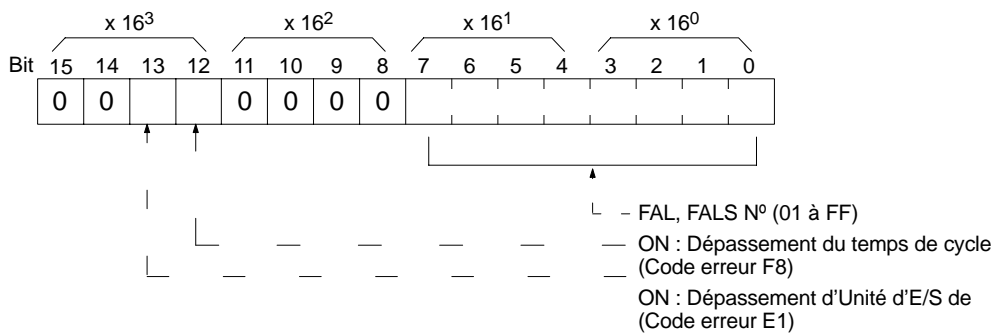 x 16³ x 16² x 16¹ x 16⁰
Bit 15 14 13 12 11 10 9 8 7 6 5 4 3 2 1 0
0 0 0 0 0 0
FAL, FALS Nº (01 à FF)
ON : Dépassement du temps de cycle
(Code erreur F8)
ON : Dépassement d’Unité d’E/S de
(Code erreur E1)